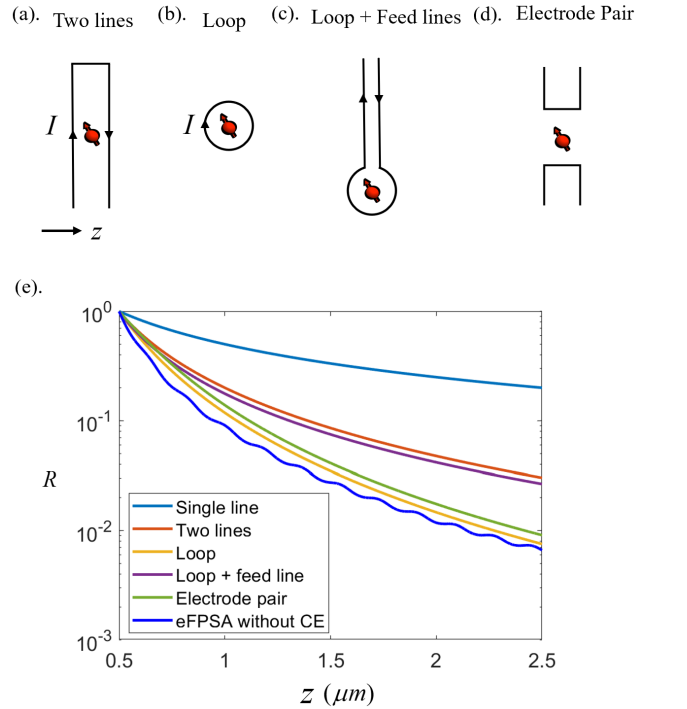 (a). Two lines (b). Loop (c). Loop + Feed lines (d). Electrode Pair
I I
z
(e).
10^0
10^-1
R
10^-2
10^-3
Single line
Two lines
Loop
Loop + feed line
Electrode pair
eFPSA without CE
0.5 1 1.5 2 2.5
z (μm)